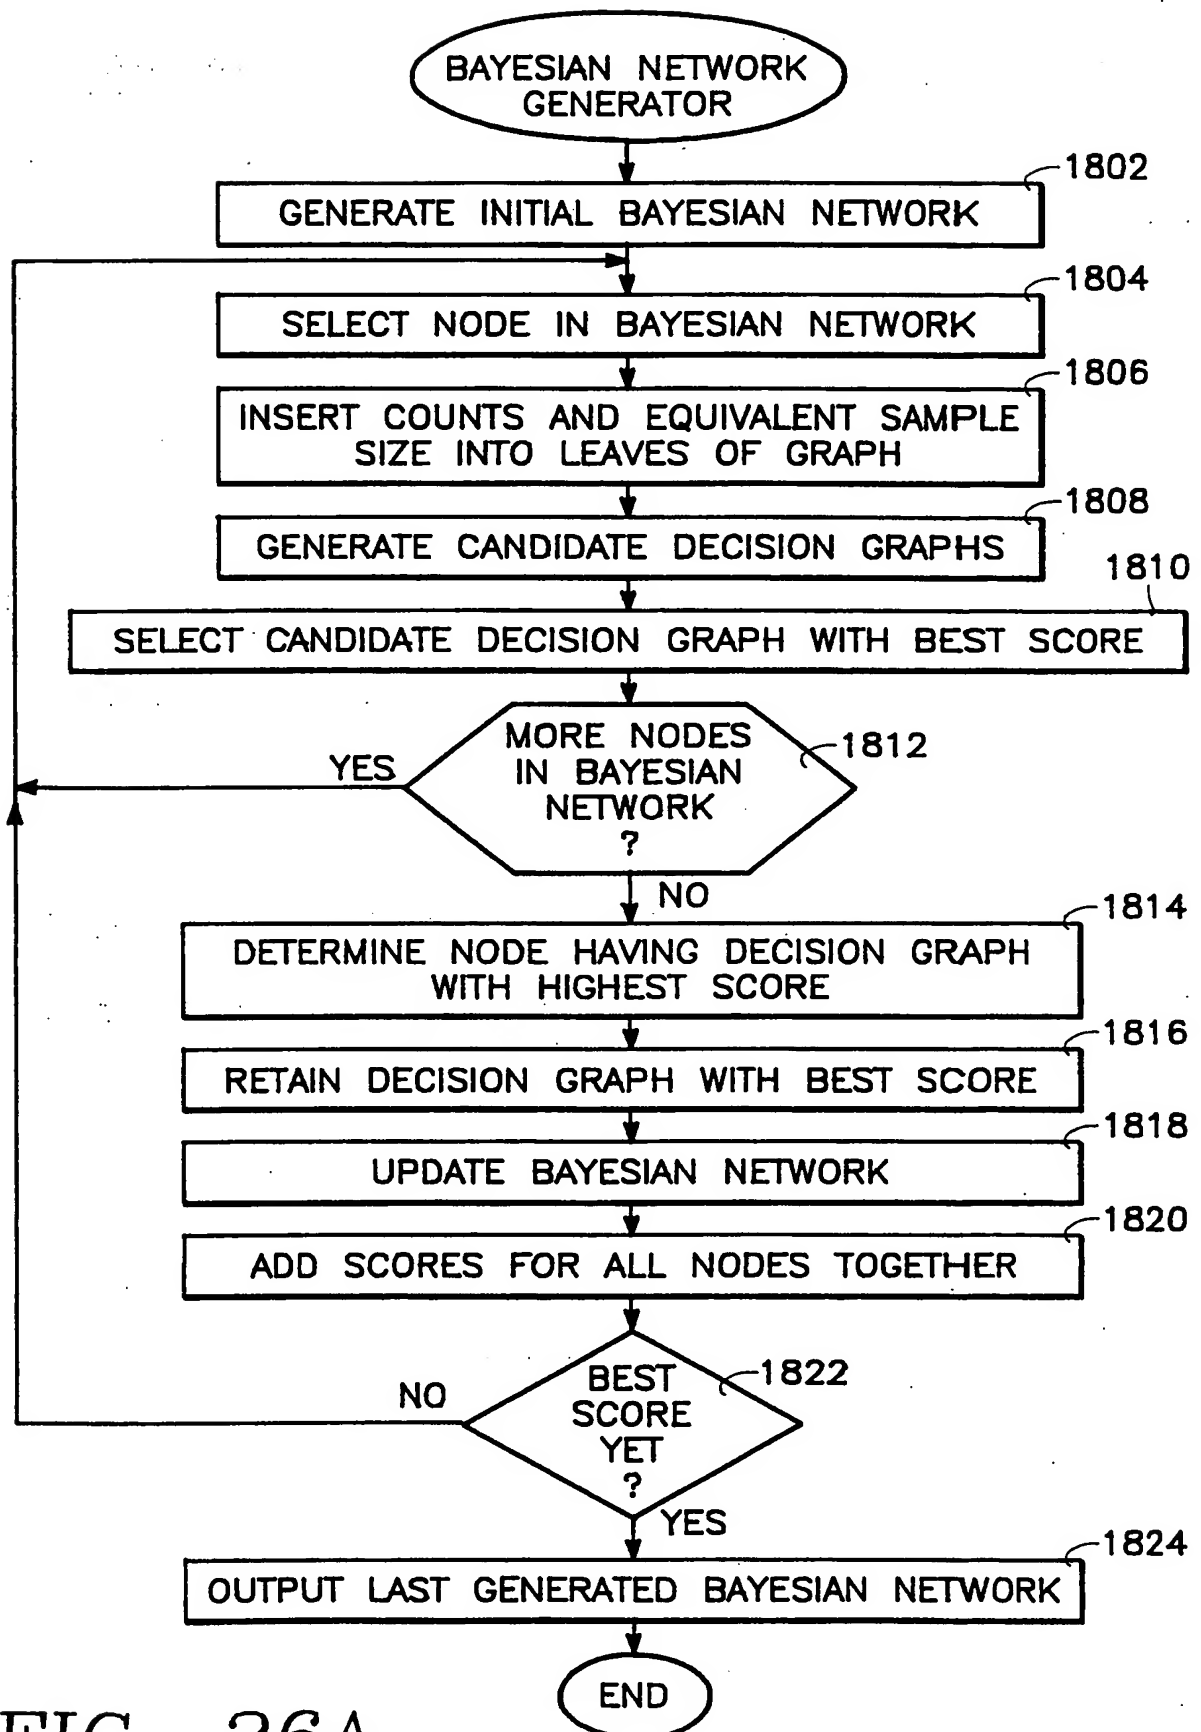 BAYESIAN NETWORK
GENERATOR
1802
GENERATE INITIAL BAYESIAN NETWORK
1804
SELECT NODE IN BAYESIAN NETWORK
1806
INSERT COUNTS AND EQUIVALENT SAMPLE
SIZE INTO LEAVES OF GRAPH
1808
GENERATE CANDIDATE DECISION GRAPHS
1810
SELECT CANDIDATE DECISION GRAPH WITH BEST SCORE
MORE NODES
IN BAYESIAN
NETWORK
?
1812
YES
NO
1814
DETERMINE NODE HAVING DECISION GRAPH
WITH HIGHEST SCORE
1816
RETAIN DECISION GRAPH WITH BEST SCORE
1818
UPDATE BAYESIAN NETWORK
1820
ADD SCORES FOR ALL NODES TOGETHER
BEST
SCORE
YET
?
1822
NO
YES
1824
OUTPUT LAST GENERATED BAYESIAN NETWORK
END
FIG. 26A